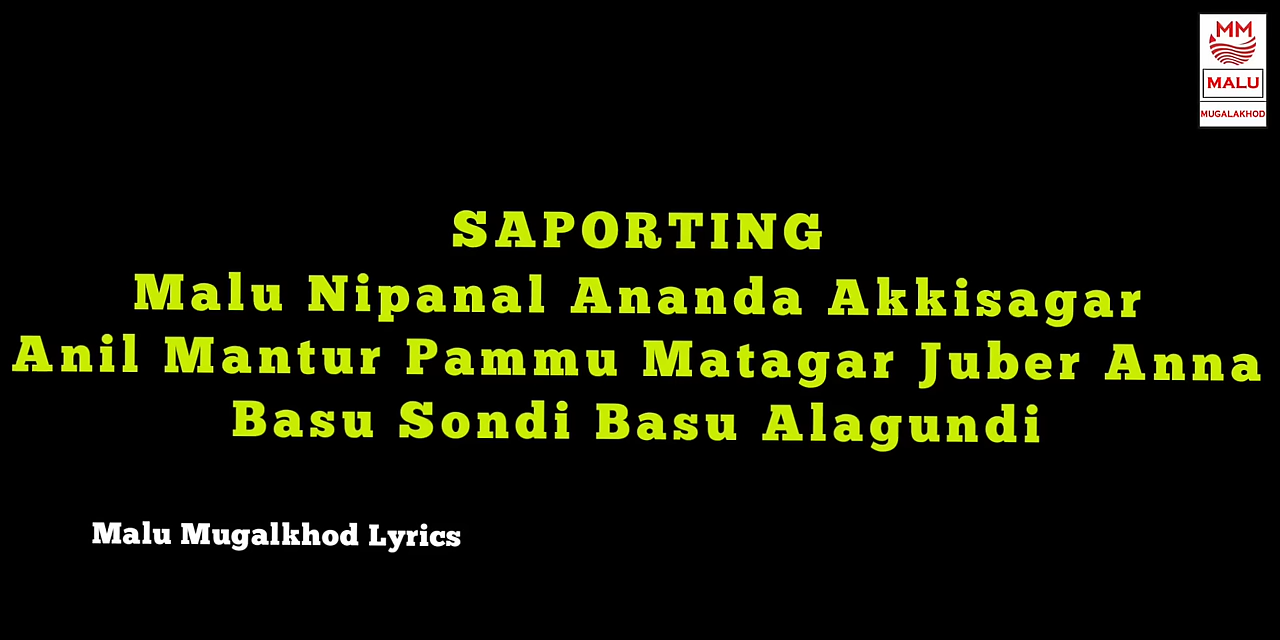 MM
MALU
MUGALAKHOD
SAPORTING
Malu Nipanal Ananda Akkisagar
Anil Mantur Pammu Matagar Juber Anna
Basu Sondi Basu Alagundi
Malu Mugalkhod Lyrics